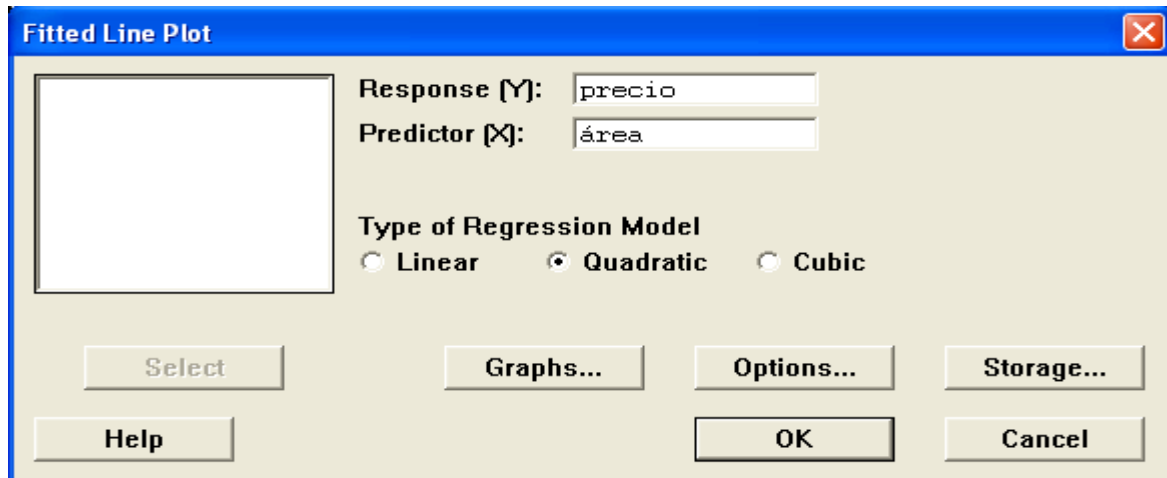 Fitted Line Plot
Response (Y): precio
Predictor (X): área
Type of Regression Model
Linear Quadratic Cubic
Select Graphs... Options... Storage...
Help OK Cancel